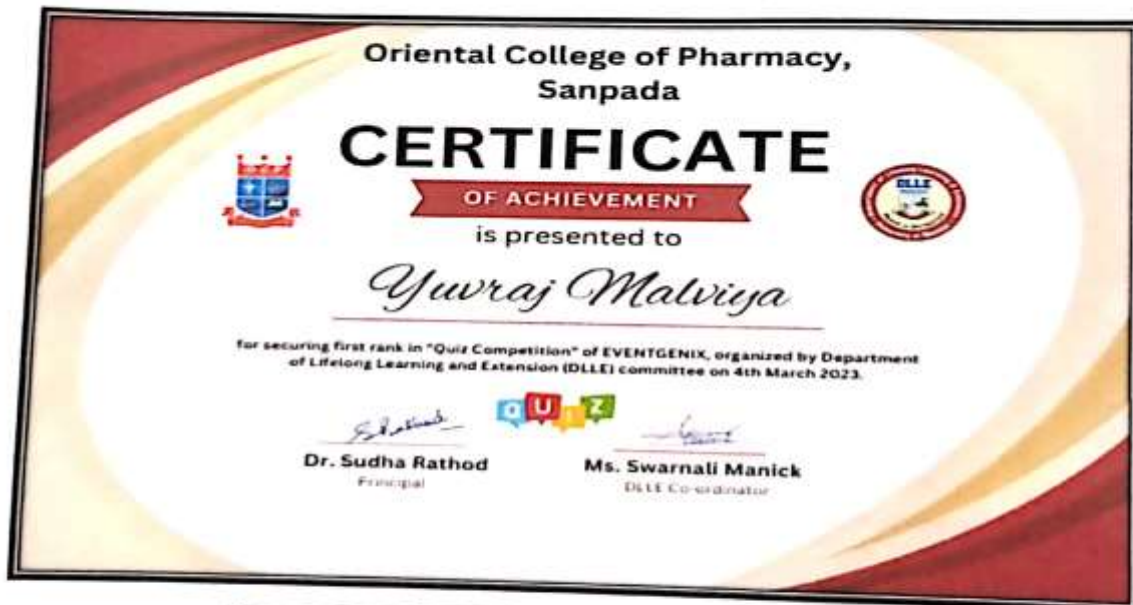 Oriental College of Pharmacy,
Sanpada
CERTIFICATE
OF ACHIEVEMENT
is presented to
Yuvraj Malviya
for securing first rank in "Quiz Competition" of EVENTGENIX, organized by Department
of Lifelong Learning and Extension (DLLE) committee on 4th March 2023.
QUIZ
Dr. Sudha Rathod
Principal
Ms. Swarnali Manick
DLLE Co-ordinator
DLLE